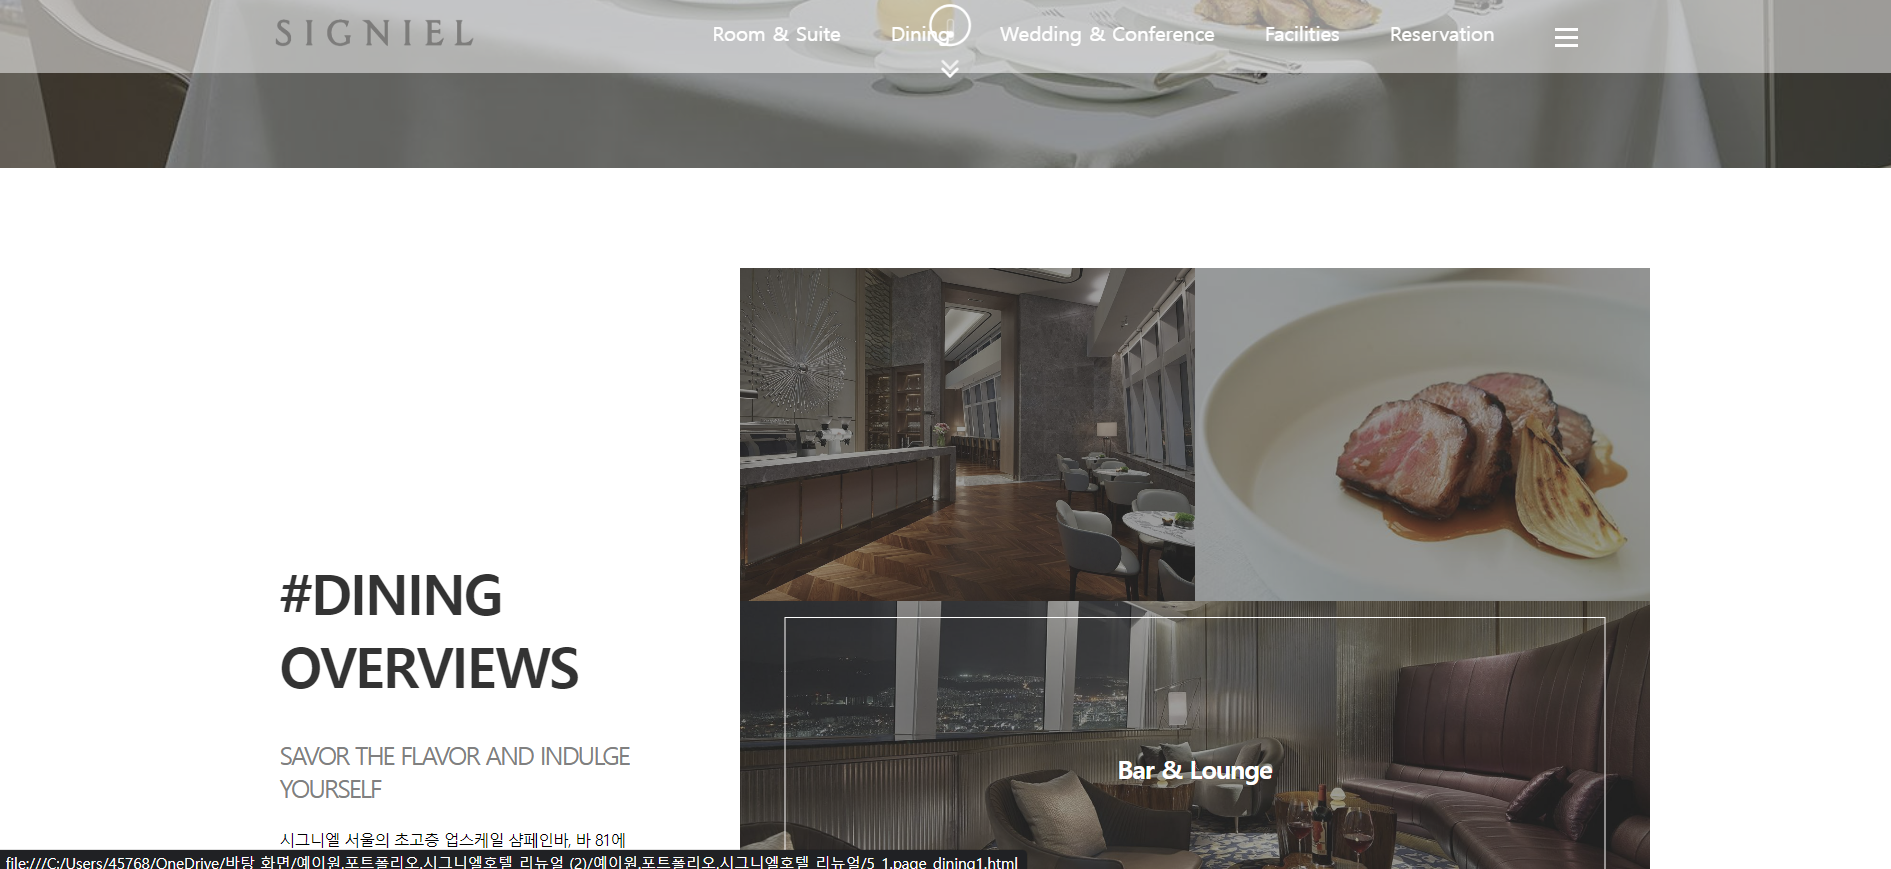 SIGNIEL
Room & Suite Dining Wedding & Conference Facilities Reservation
#DINING
OVERVIEWS
SAVOR THE FLAVOR AND INDULGE
YOURSELF
시그니엘 서울의 초고층 업스케일 샴페인바, 바 81에
Bar & Lounge
file:///C:/Users/45768/OneDrive/바탕 화면/예이원.포트폴리오.시그니엘호텔 리뉴얼 (2)/예이원.포트폴리오.시그니엘호텔 리뉴얼/5_1.page_dining1.html